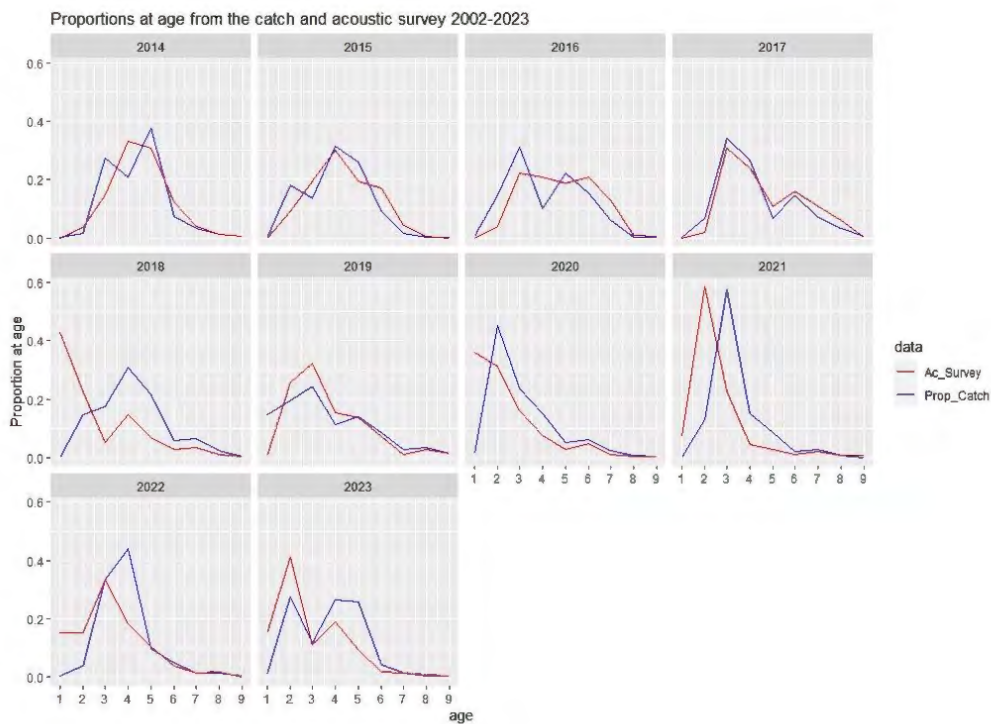 Proportions at age from the catch and acoustic survey 2002-2023
2014 2015 2016 2017
0.6
0.4
0.2
0.0
2018 2019 2020 2021
0.6
0.4
0.2
0.0
1 2 3 4 5 6 7 8 9 1 2 3 4 5 6 7 8 9
2022 2023
0.6
0.4
0.2
0.0
1 2 3 4 5 6 7 8 9 1 2 3 4 5 6 7 8 9
age
Proportion at age
data
Ac_Survey
Prop_Catch